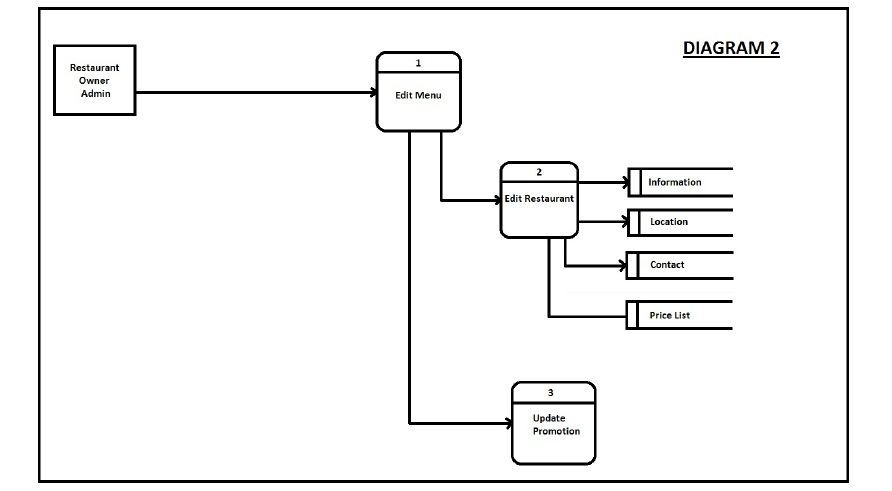 DIAGRAM 2
Restaurant
Owner
Admin
1
Edit Menu
2
Edit Restaurant
Information
Location
Contact
Price List
3
Update
Promotion